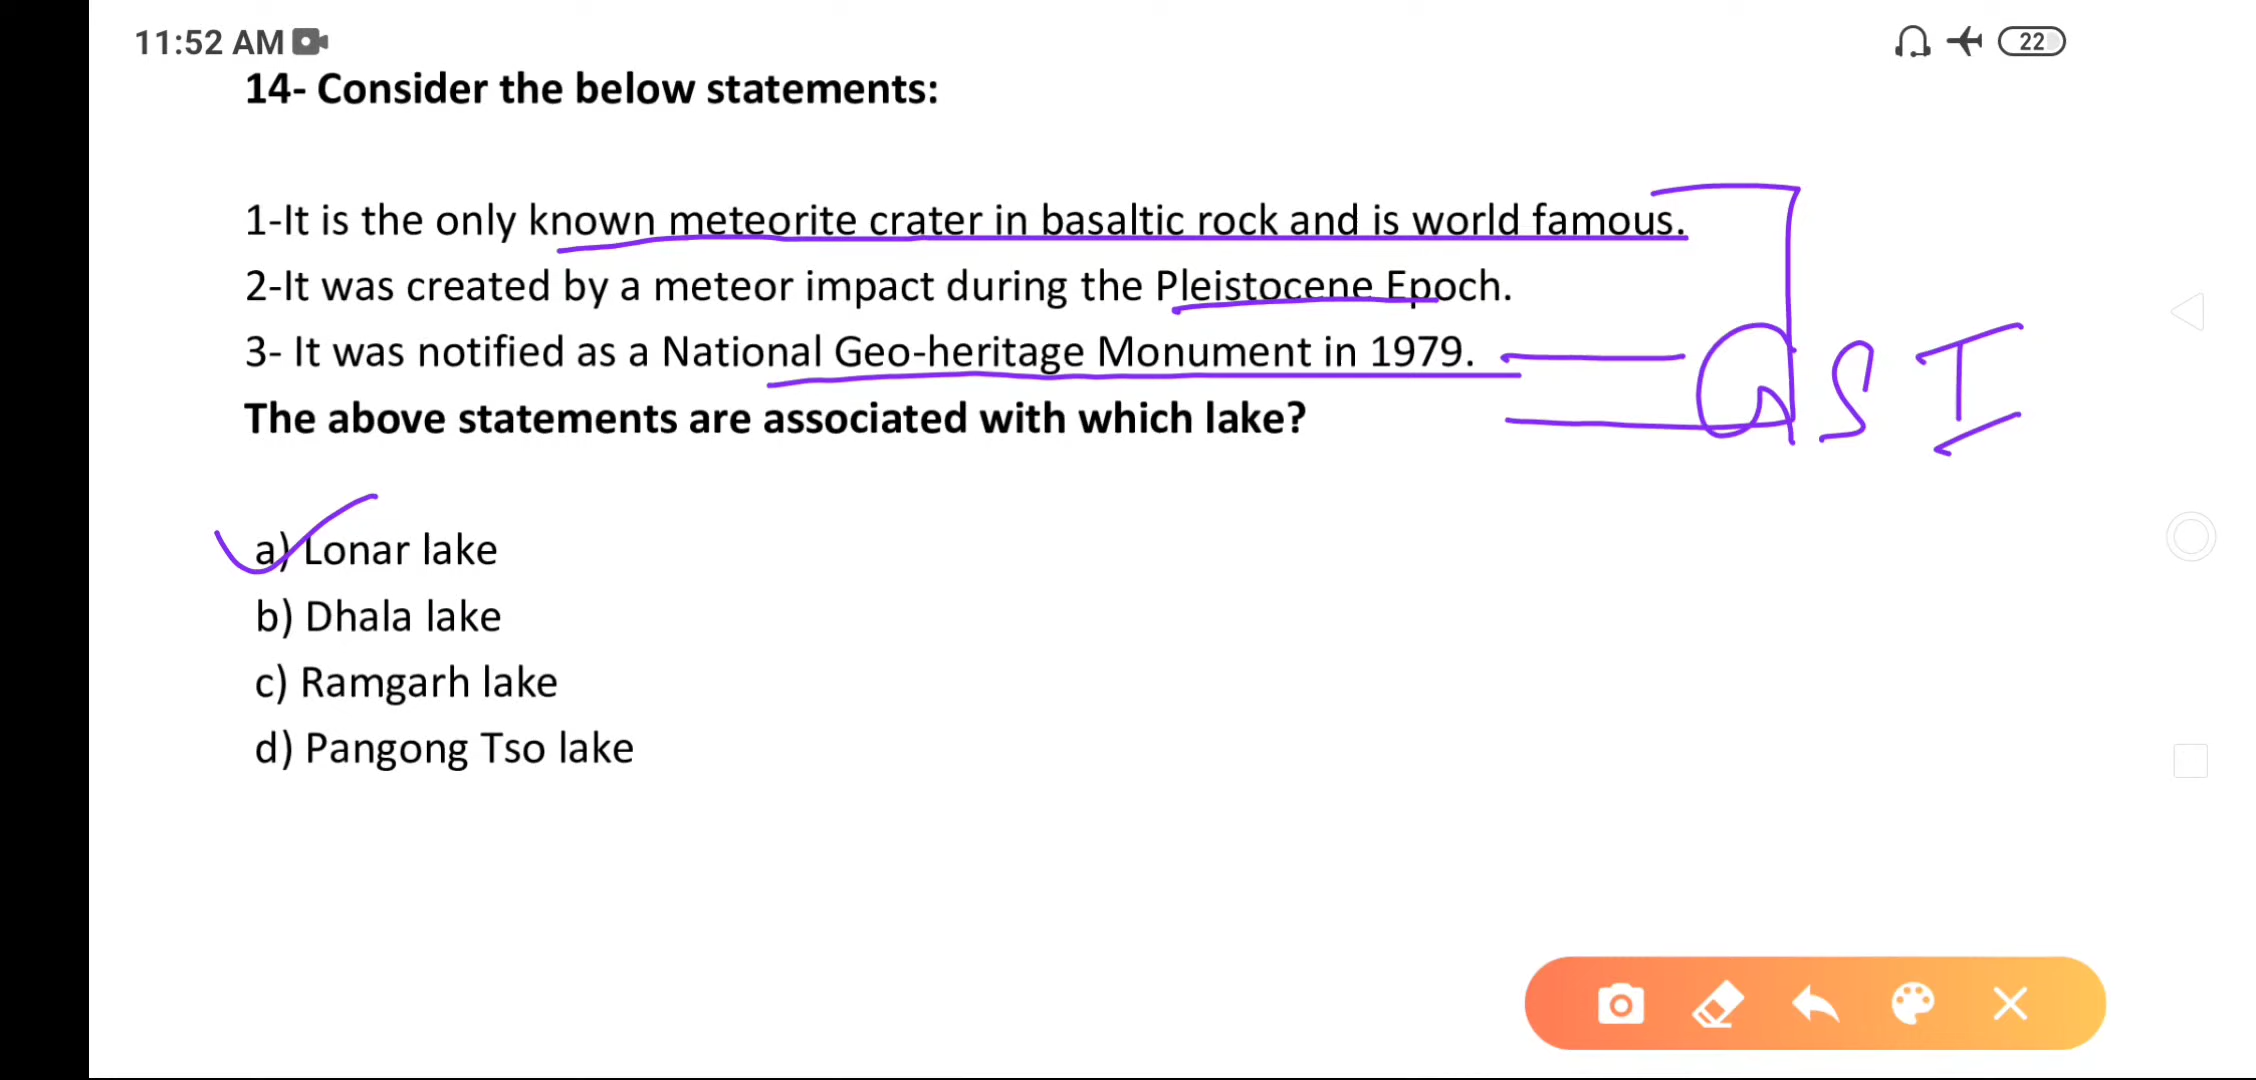 11:52 AM
22
14- Consider the below statements:
1-It is the only known meteorite crater in basaltic rock and is world famous.
2-It was created by a meteor impact during the Pleistocene Epoch.
3- It was notified as a National Geo-heritage Monument in 1979.
GSI
The above statements are associated with which lake?
a) Lonar lake
b) Dhala lake
c) Ramgarh lake
d) Pangong Tso lake